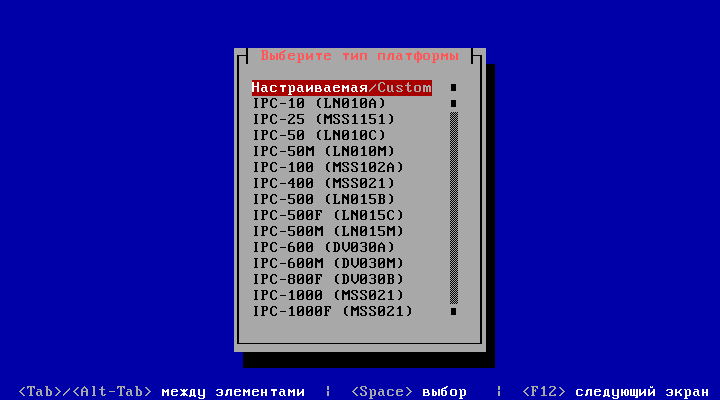 Выберите тип платформы
Настраиваемая/Custom
IPC-10 (LN010A)
IPC-25 (MSS1151)
IPC-50 (LN010C)
IPC-50M (LN010M)
IPC-100 (MSS102A)
IPC-400 (MSS021)
IPC-500 (LN015B)
IPC-500F (LN015C)
IPC-500M (LN015M)
IPC-600 (DV030A)
IPC-600M (DV030M)
IPC-800F (DV030B)
IPC-1000 (MSS021)
IPC-1000F (MSS021)
<Tab>/<Alt-Tab> между элементами | <Space> выбор | <F12> следующий экран